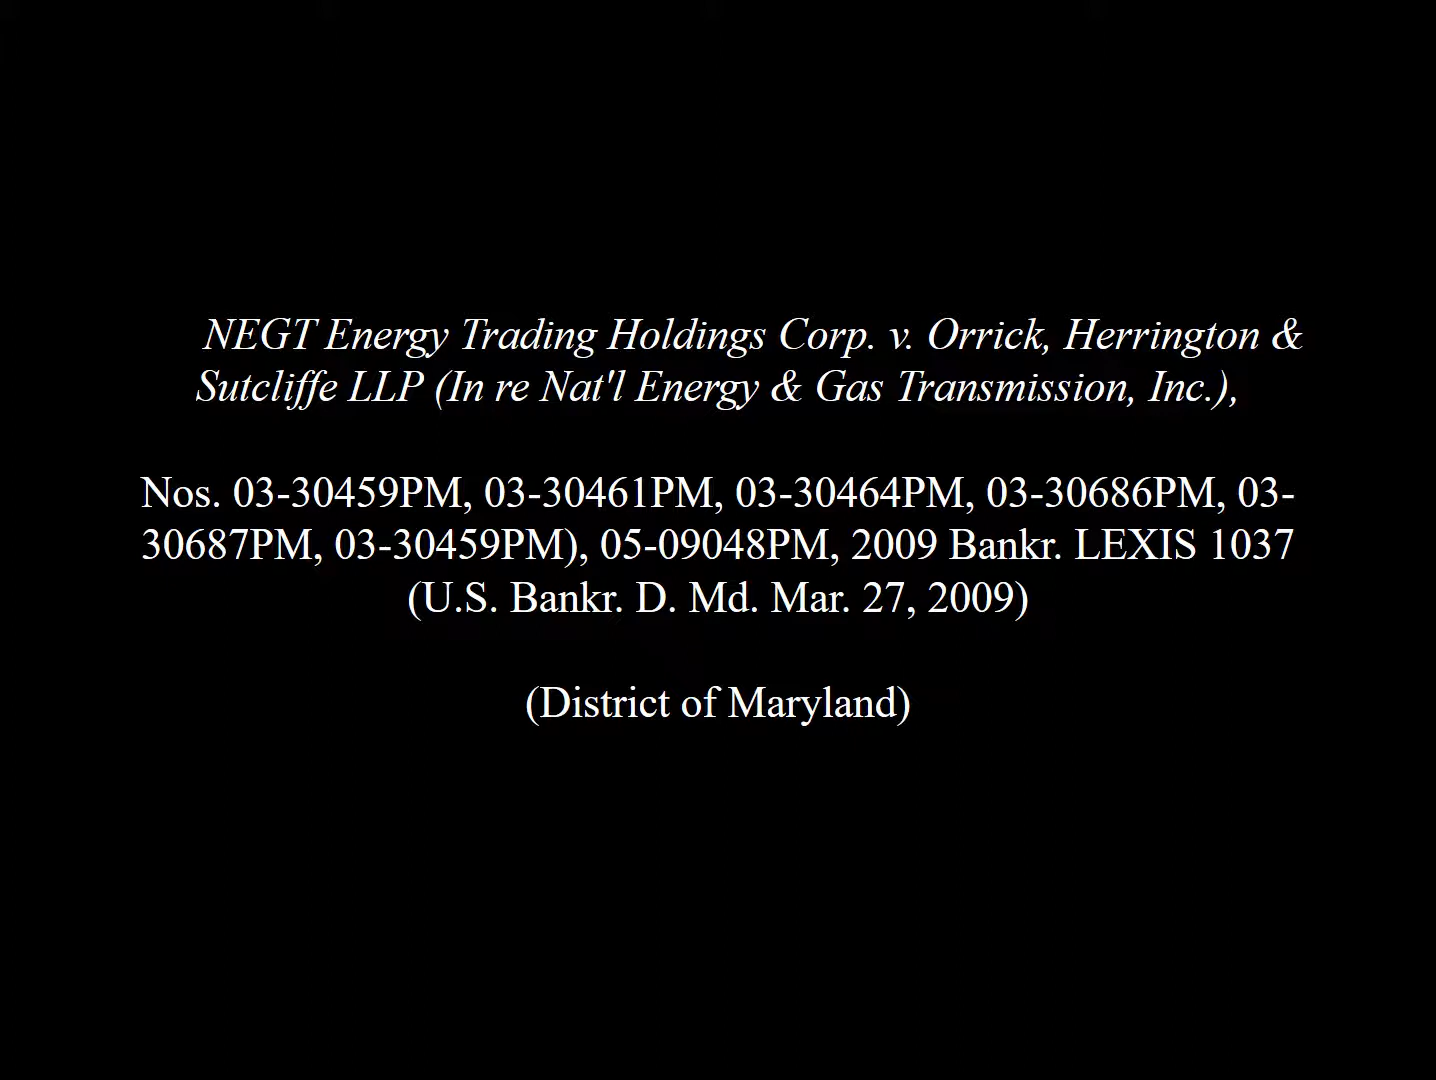 NEGT Energy Trading Holdings Corp. v. Orrick, Herrington &
Sutcliffe LLP (In re Nat'l Energy & Gas Transmission, Inc.),
Nos. 03-30459PM, 03-30461PM, 03-30464PM, 03-30686PM, 03-
30687PM, 03-30459PM), 05-09048PM, 2009 Bankr. LEXIS 1037
(U.S. Bankr. D. Md. Mar. 27, 2009)
(District of Maryland)